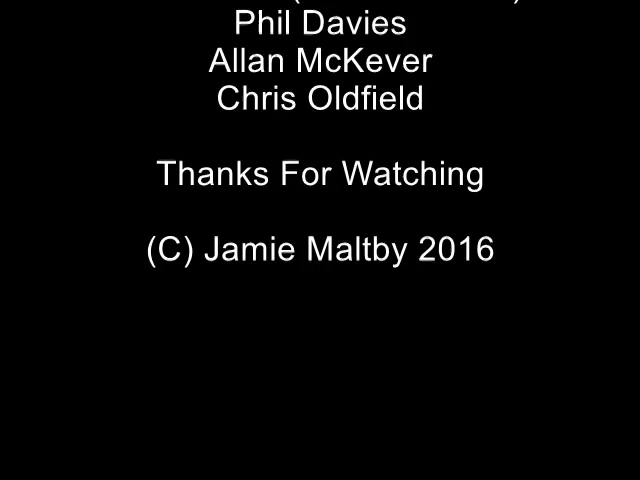 Phil Davies
Allan McKever
Chris Oldfield
Thanks For Watching
(C) Jamie Maltby 2016